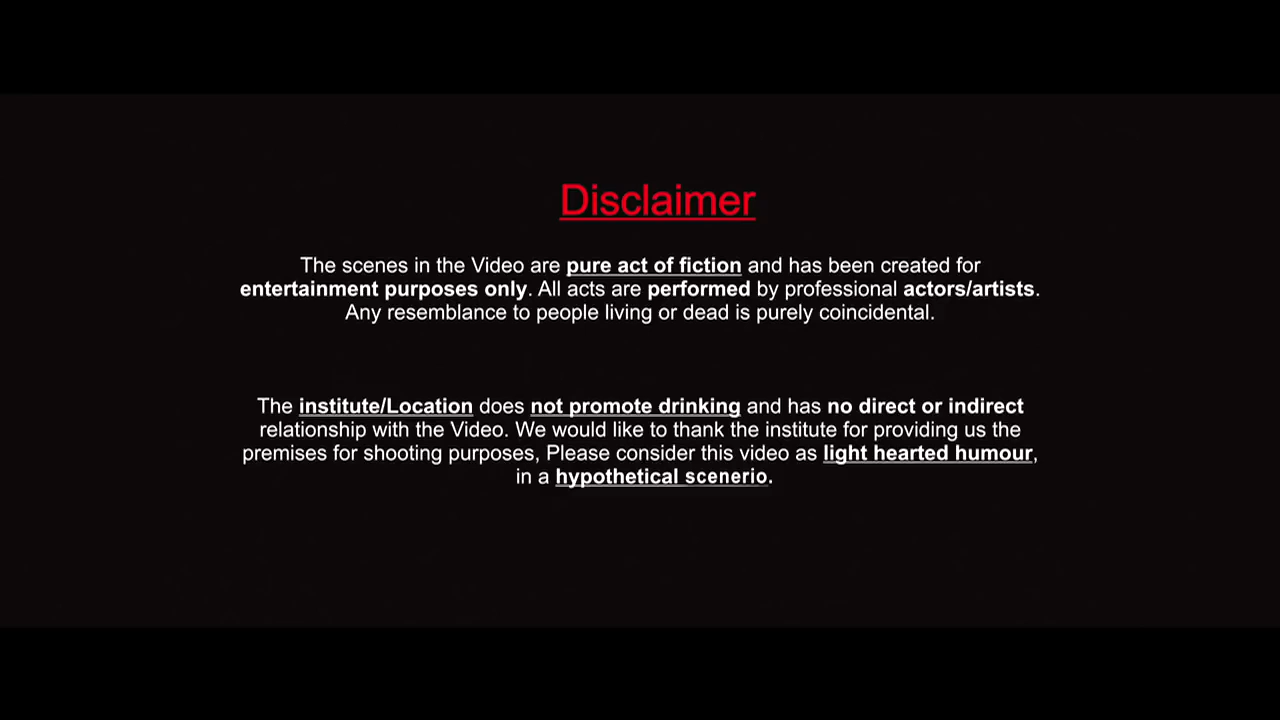 Disclaimer
The scenes in the Video are pure act of fiction and has been created for
entertainment purposes only. All acts are performed by professional actors/artists.
Any resemblance to people living or dead is purely coincidental.
The institute/Location does not promote drinking and has no direct or indirect
relationship with the Video. We would like to thank the institute for providing us the
premises for shooting purposes, Please consider this video as light hearted humour,
in a hypothetical scenerio.